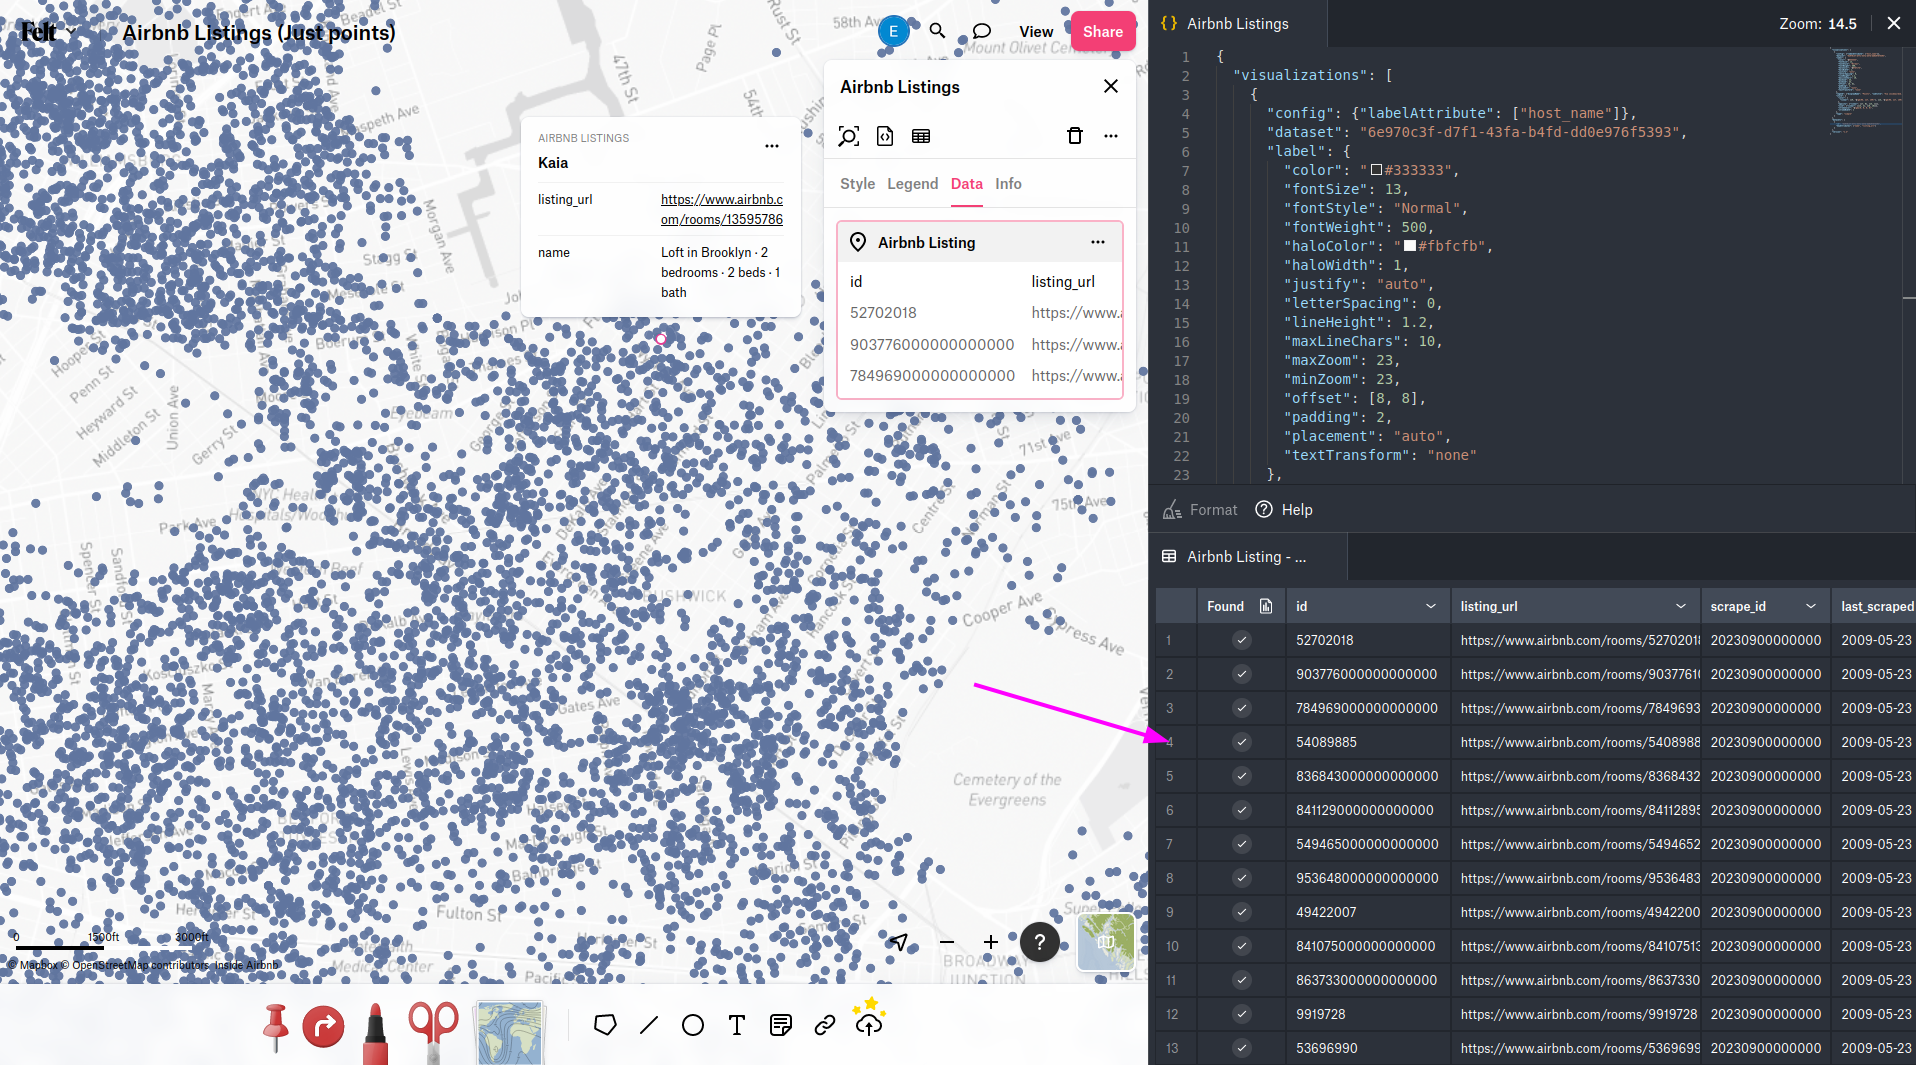 Felt
Airbnb Listings (Just points)
E
View
Share
58th Ave
Mount Olivet
47th St
Page Pl
Rust St
54th
Maspeth Ave
Morgan Ave
Stagg St
Beadel St
AIRBNB LISTINGS
Kaia
listing_url
https://www.airbnb.c
om/rooms/13595786
name
Loft in Brooklyn · 2
bedrooms · 2 beds · 1
bath
Airbnb Listings
Style
Legend
Data
Info
Airbnb Listing
id
listing_url
52702018
https://www.a
903776000000000000
https://www.a
784969000000000000
https://www.a
Hooper St
Penn St
Heyward St
Middleton St
Union Ave
Gerry St
Eyebeam
71st Ave
75th Ave
Park Ave
Norman St
Centre St
BUSHWICK
Cooper Ave
Cypress Ave
Gates Ave
Cemetery of the
Evergreens
Fulton St
BROADWAY
JUNCTION
Medical Center
0
1500ft
3000ft
© Mapbox © OpenStreetMap contributors Inside Airbnb
?
T
{} Airbnb Listings
Zoom: 14.5
1 {
2 "visualizations": [
3 {
4 "config": {"labelAttribute": ["host_name"]},
5 "dataset": "6e970c3f-d7f1-43fa-b4fd-dd0e976f5393",
6 "label": {
7 "color": "#333333",
8 "fontSize": 13,
9 "fontStyle": "Normal",
10 "fontWeight": 500,
11 "haloColor": "#fbfcfb",
12 "haloWidth": 1,
13 "justify": "auto",
14 "letterSpacing": 0,
15 "lineHeight": 1.2,
16 "maxLineChars": 10,
17 "maxZoom": 23,
18 "minZoom": 23,
19 "offset": [8, 8],
20 "padding": 2,
21 "placement": "auto",
22 "textTransform": "none"
23 },
Format
Help
Airbnb Listing - ...
Found id listing_url scrape_id last_scraped
1 52702018 https://www.airbnb.com/rooms/52702018 20230900000000 2009-05-23
2 903776000000000000 https://www.airbnb.com/rooms/9037761 20230900000000 2009-05-23
3 784969000000000000 https://www.airbnb.com/rooms/7849693 20230900000000 2009-05-23
4 54089885 https://www.airbnb.com/rooms/5408988 20230900000000 2009-05-23
5 836843000000000000 https://www.airbnb.com/rooms/8368432 20230900000000 2009-05-23
6 841129000000000000 https://www.airbnb.com/rooms/8411289 20230900000000 2009-05-23
7 549465000000000000 https://www.airbnb.com/rooms/5494652 20230900000000 2009-05-23
8 953648000000000000 https://www.airbnb.com/rooms/9536483 20230900000000 2009-05-23
9 49422007 https://www.airbnb.com/rooms/4942200 20230900000000 2009-05-23
10 841075000000000000 https://www.airbnb.com/rooms/8410751 20230900000000 2009-05-23
11 863733000000000000 https://www.airbnb.com/rooms/8637330 20230900000000 2009-05-23
12 9919728 https://www.airbnb.com/rooms/9919728 20230900000000 2009-05-23
13 53696990 https://www.airbnb.com/rooms/5369699 20230900000000 2009-05-23